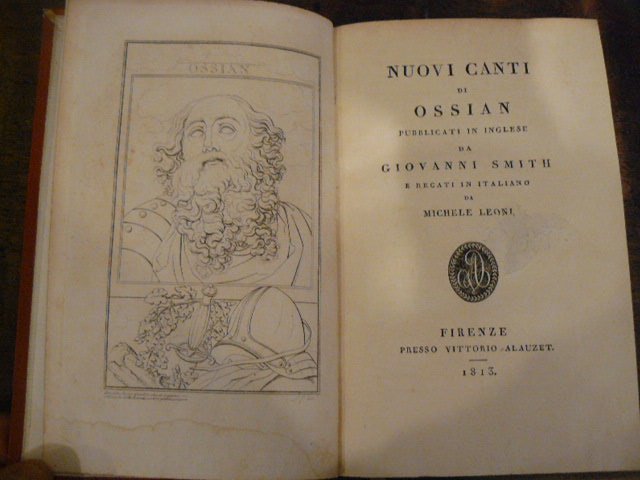 OSSIAN
NUOVI CANTI
DI
OSSIAN
PUBBLICATI IN INGLESE
DA
GIOVANNI SMITH
E RECATI IN ITALIANO
DA
MICHELE LEONI.
FIRENZE
PRESSO VITTORIO ALAUZET.
1813.